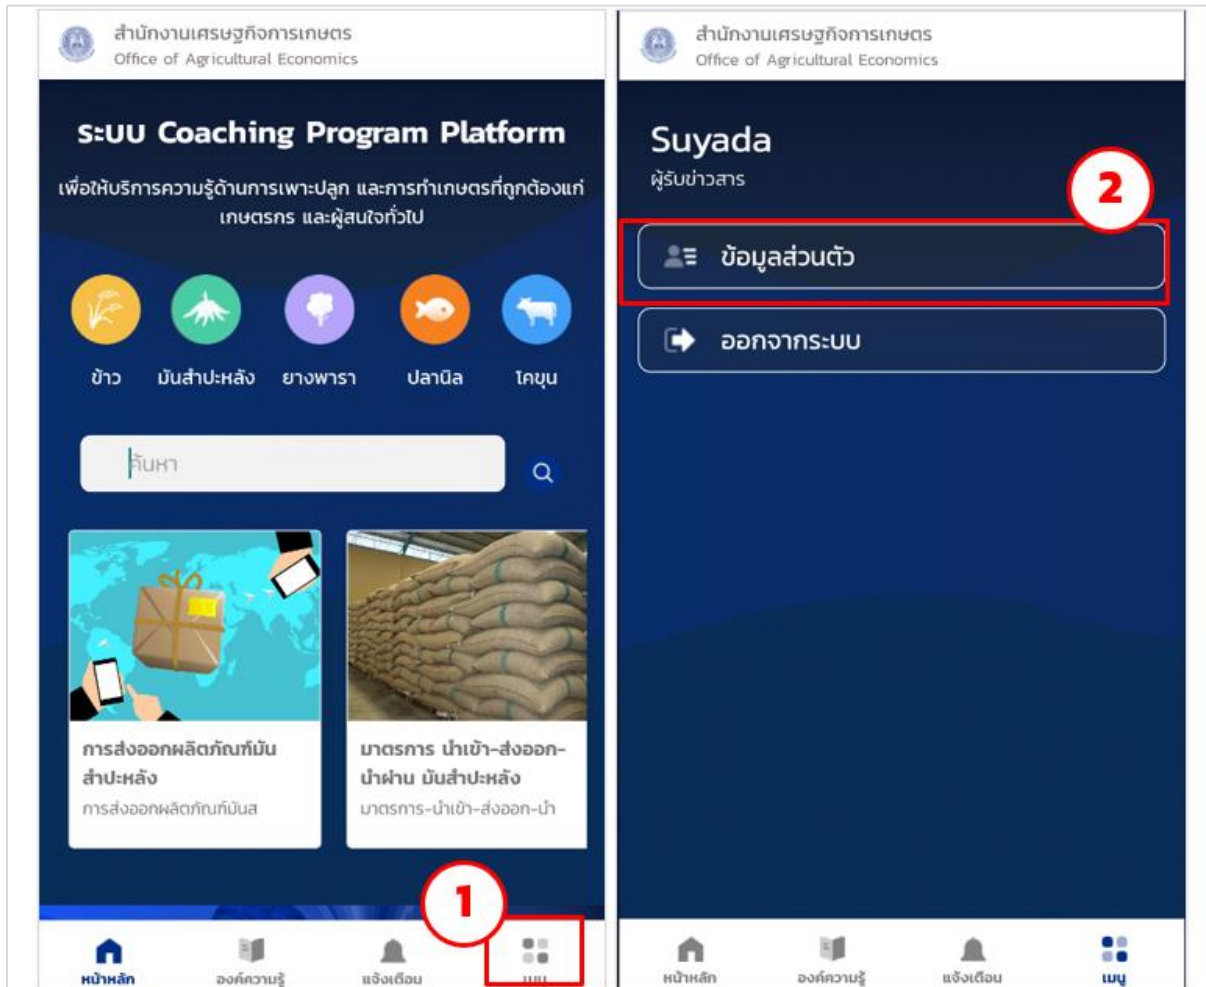 สำนักงานเศรษฐกิจการเกษตร
Office of Agricultural Economics
ระบบ Coaching Program Platform
เพื่อให้บริการความรู้ด้านการเพาะปลูก และการทำเกษตรที่ถูกต้องแก่
เกษตรกร และผู้สนใจทั่วไป
ข้าว มันสำปะหลัง ยางพารา ปลานิล โคขุน
ค้นหา
การส่งออกผลิตภัณฑ์มัน
สำปะหลัง
การส่งออกผลิตภัณฑ์มันส
มาตรการ นำเข้า-ส่งออก-
นำผ่าน มันสำปะหลัง
มาตรการ-นำเข้า-ส่งออก-นำ
1
หน้าหลัก องค์ความรู้ แจ้งเตือน เมนู
สำนักงานเศรษฐกิจการเกษตร
Office of Agricultural Economics
Suyada
ผู้รับข่าวสาร
2
ข้อมูลส่วนตัว
ออกจากระบบ
หน้าหลัก องค์ความรู้ แจ้งเตือน เมนู